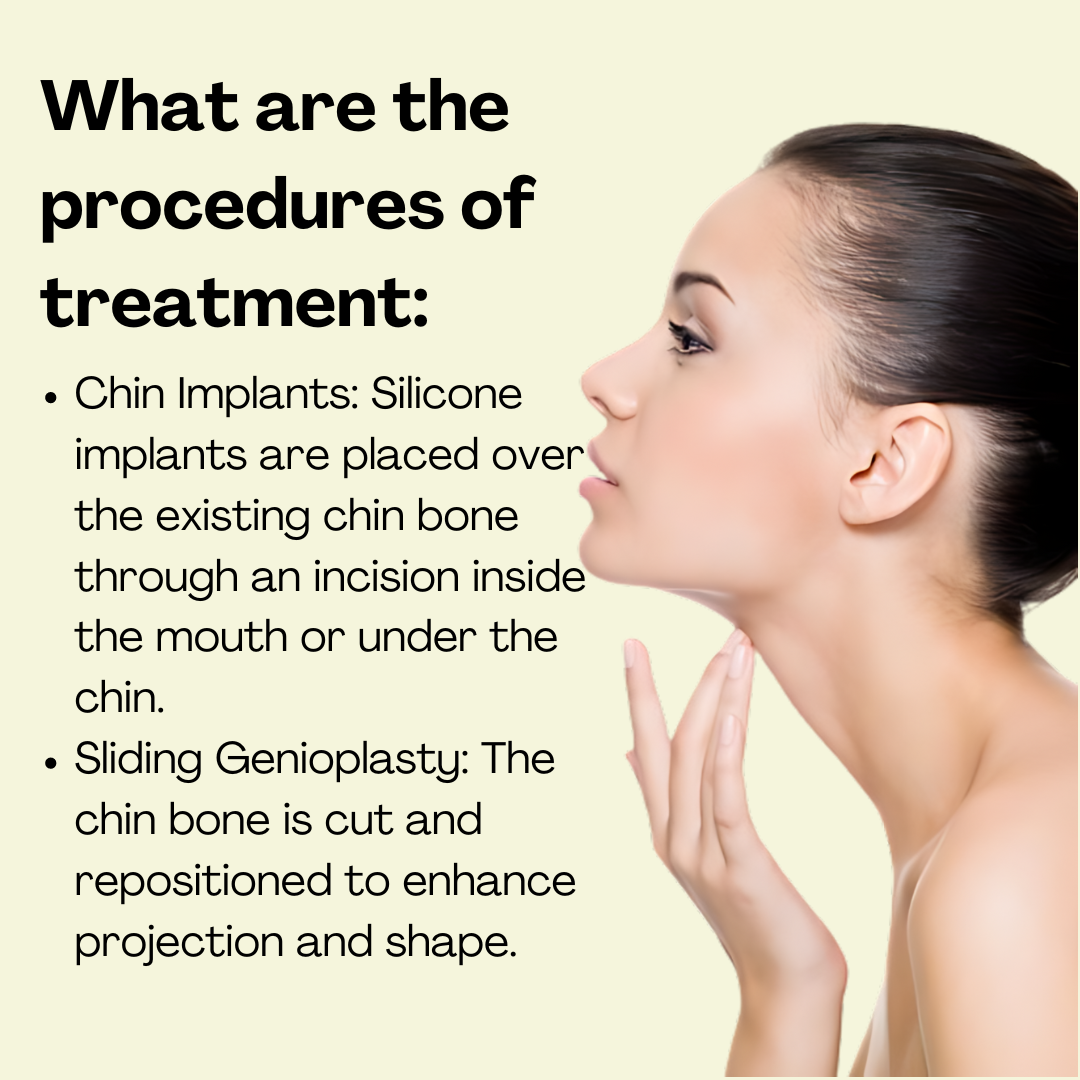 What are the
procedures of
treatment:
• Chin Implants: Silicone
implants are placed over
the existing chin bone
through an incision inside
the mouth or under the
chin.
• Sliding Genioplasty: The
chin bone is cut and
repositioned to enhance
projection and shape.